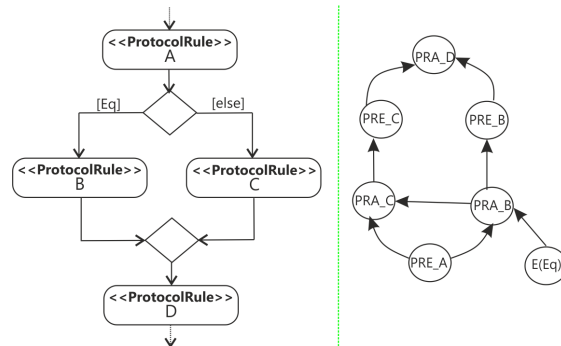 <<ProtocolRule>>
A
[Eq]
[else]
<<ProtocolRule>>
B
<<ProtocolRule>>
C
<<ProtocolRule>>
D
PRA_D
PRE_C
PRE_B
PRA_C
PRA_B
PRE_A
E(Eq)